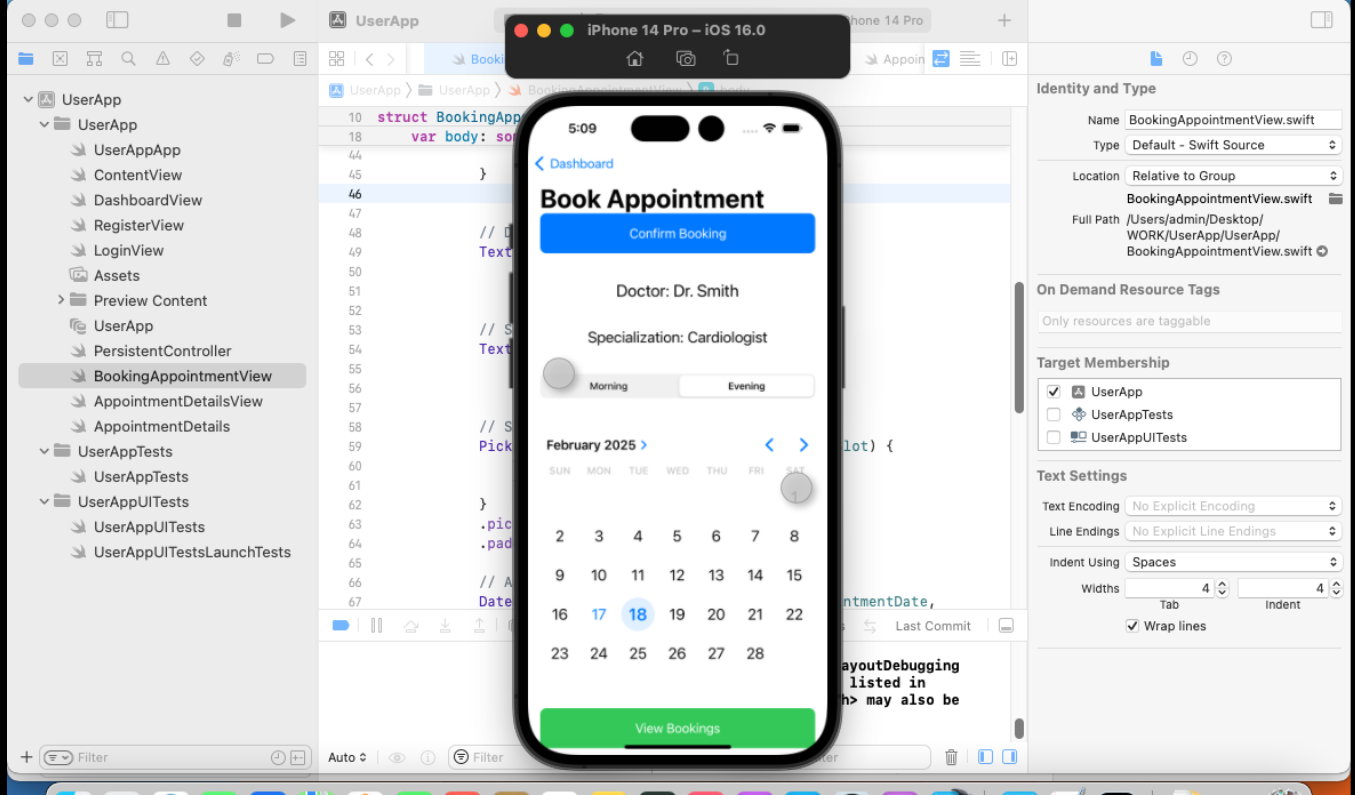 UserApp
iPhone 14 Pro – iOS 16.0
hone 14 Pro
Booki
Appoin
UserApp
UserApp
BookingAppointmentView
body
UserApp
UserApp
UserAppApp
ContentView
DashboardView
RegisterView
LoginView
Assets
Preview Content
UserApp
PersistentController
BookingAppointmentView
AppointmentDetailsView
AppointmentDetails
UserAppTests
UserAppTests
UserAppUITests
UserAppUITests
UserAppUITestsLaunchTests
Filter
10 struct BookingApp
18 var body: so
44
45 }
46
47
48 //
49 Text
50
51
52
53 // S
54 Text
55
56
57
58 // S
59 Pick lot) {
60
61
62 }
63 .pic
64 .pad
65
66 // A
67 Date ntmentDate,
5:09
Dashboard
Book Appointment
Confirm Booking
Doctor: Dr. Smith
Specialization: Cardiologist
Morning Evening
February 2025
SUN MON TUE WED THU FRI SAT
1
2 3 4 5 6 7 8
9 10 11 12 13 14 15
16 17 18 19 20 21 22
23 24 25 26 27 28
View Bookings
s Last Commit
ayoutDebugging
listed in
h> may also be
Auto
Filter
ter
Identity and Type
Name BookingAppointmentView.swift
Type Default - Swift Source
Location Relative to Group
BookingAppointmentView.swift
Full Path /Users/admin/Desktop/
WORK/UserApp/UserApp/
BookingAppointmentView.swift
On Demand Resource Tags
Only resources are taggable
Target Membership
UserApp
UserAppTests
UserAppUITests
Text Settings
Text Encoding No Explicit Encoding
Line Endings No Explicit Line Endings
Indent Using Spaces
Widths 4 4
Tab Indent
Wrap lines